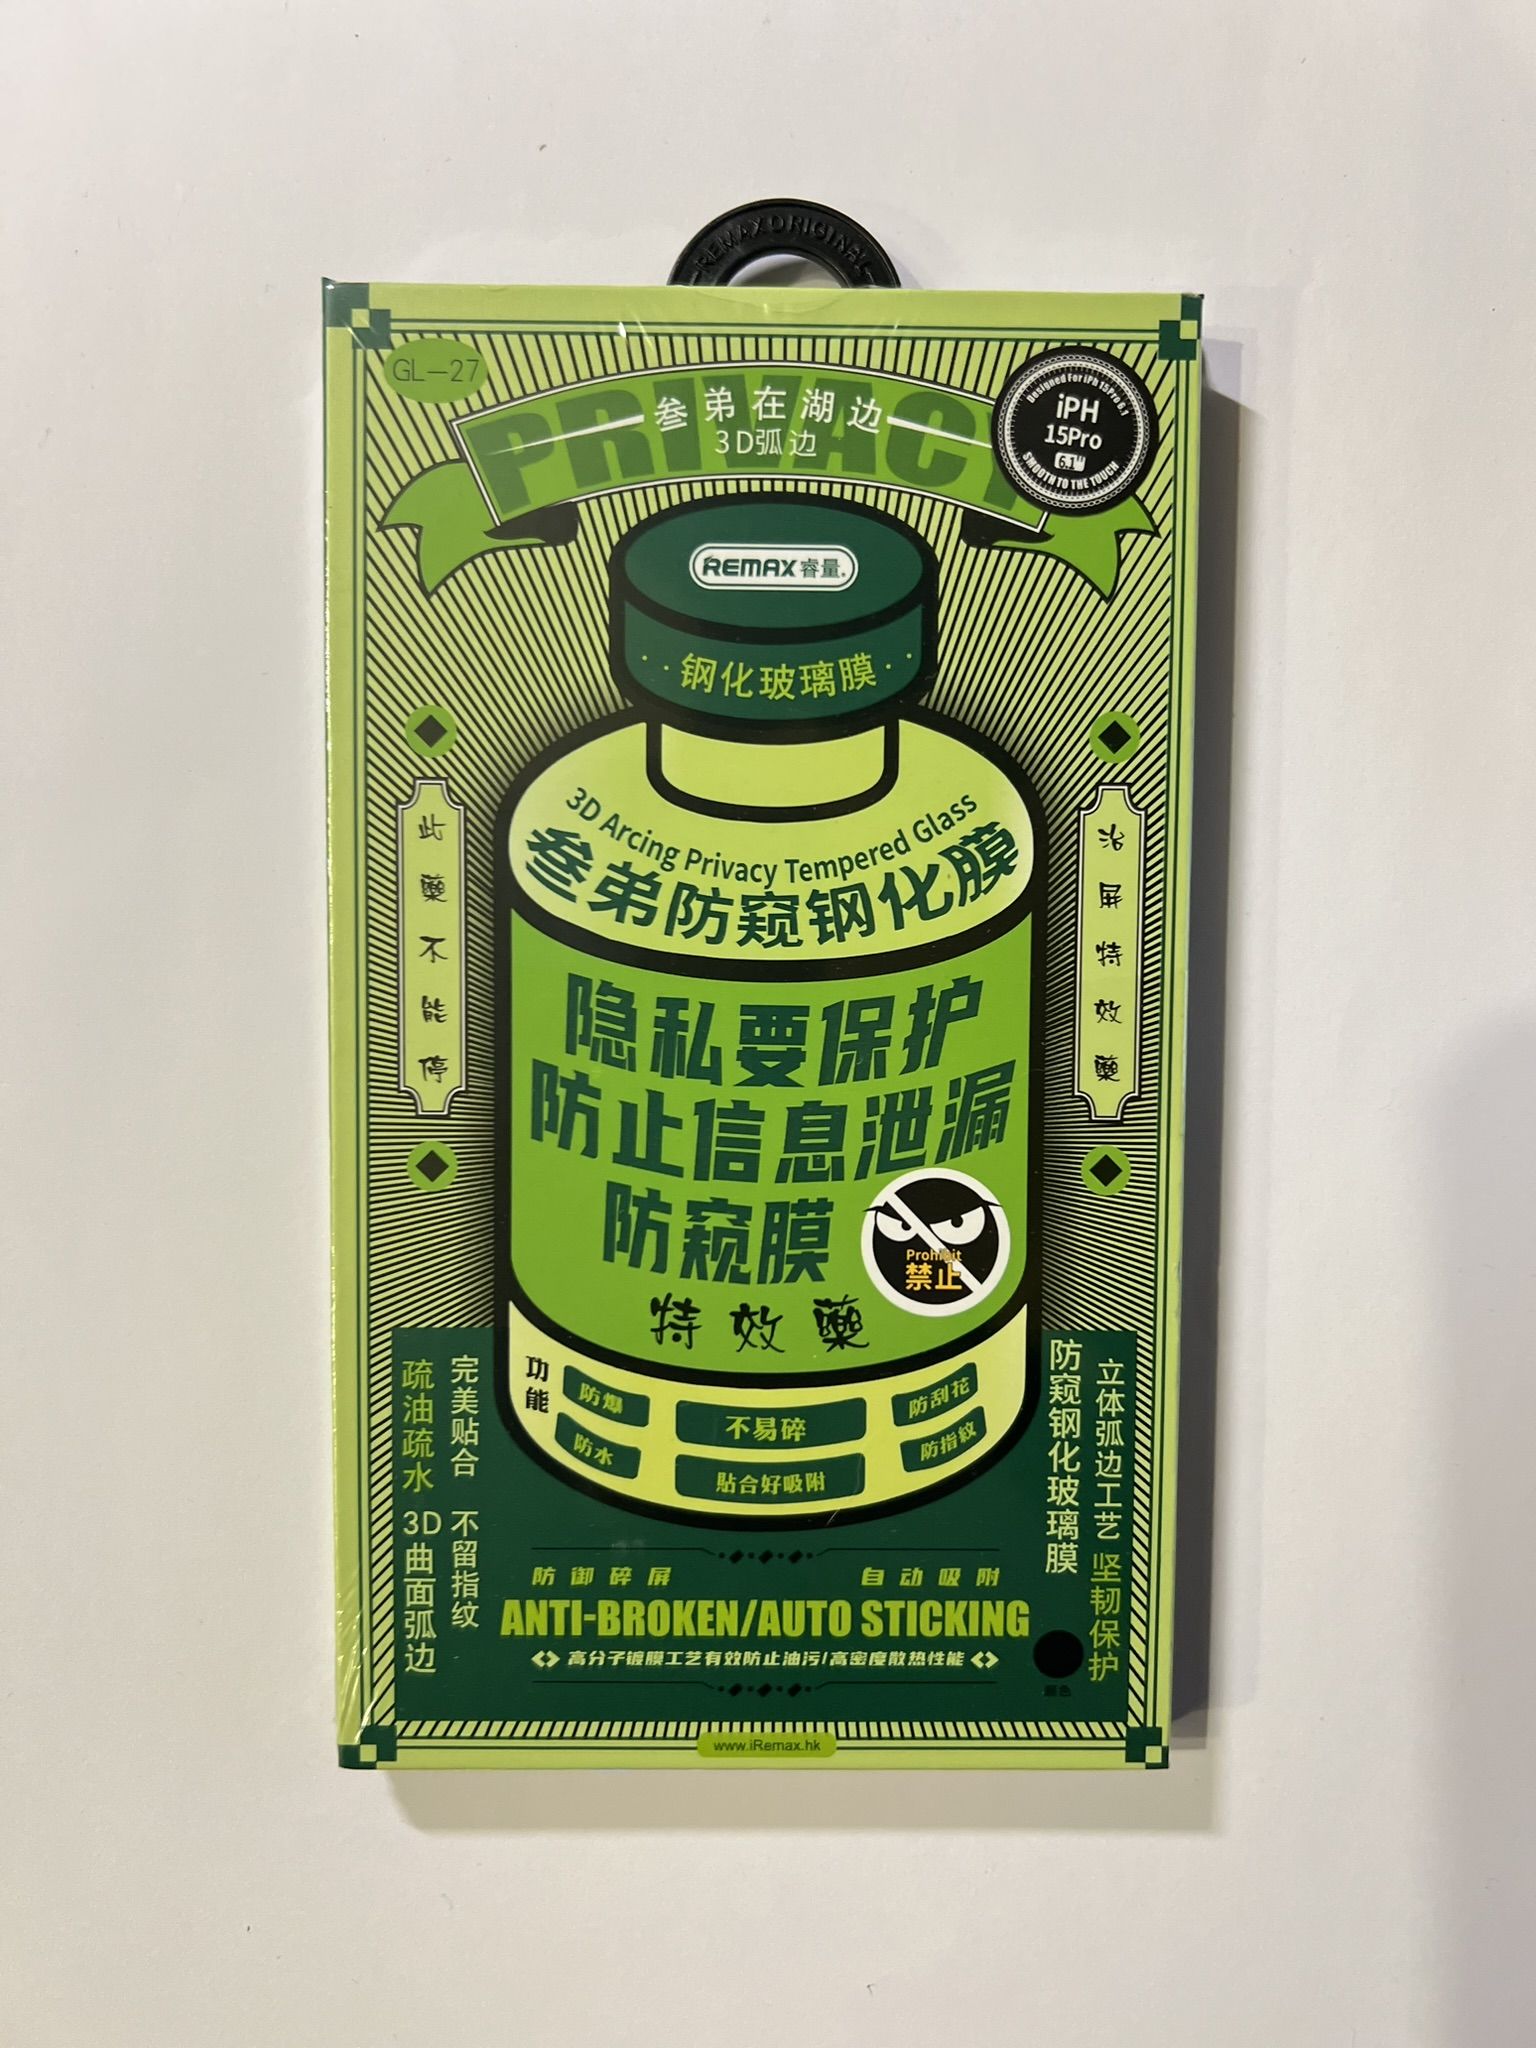 REMAX ORIGINAL
GL-27
PRIVACY
叁弟在湖边
3D弧边
Designed For iPh 15Pro 6.1
iPH
15Pro
6.1"
SMOOTH TO THE TOUCH
REMAX 睿量
钢化玻璃膜
3D Arcing Privacy Tempered Glass
叁弟防窥钢化膜
此藥不能停
治屏特效藥
隐私要保护
防止信息泄漏
防窥膜
Prohibit
禁止
特效藥
功能
防爆
不易碎
防刮花
防水
貼合好吸附
防指紋
疏油疏水 3D曲面弧边
完美贴合 不留指纹
防窥钢化玻璃膜
立体弧边工艺 坚韧保护
防御碎屏
自动吸附
ANTI-BROKEN/AUTO STICKING
高分子镀膜工艺有效防止油污/高密度散热性能
黑色
www.iRemax.hk